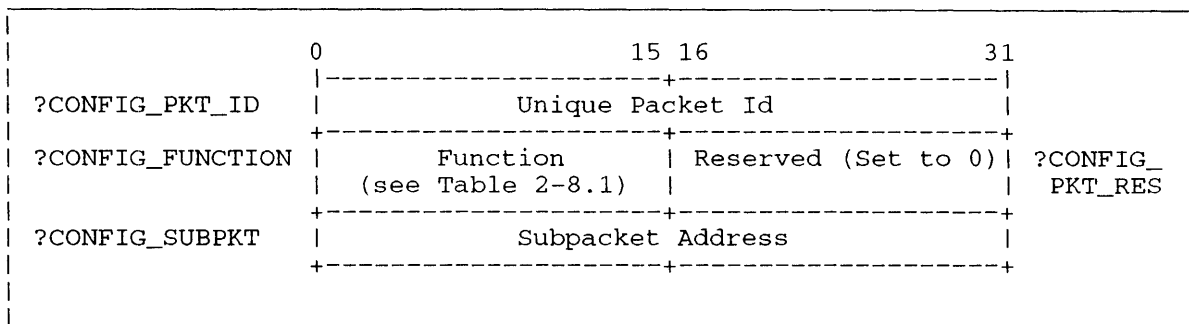 0 15 16 31
?CONFIG_PKT_ID Unique Packet Id
?CONFIG_FUNCTION Function Reserved (Set to 0) ?CONFIG_
(see Table 2-8.1) PKT_RES
?CONFIG_SUBPKT Subpacket Address